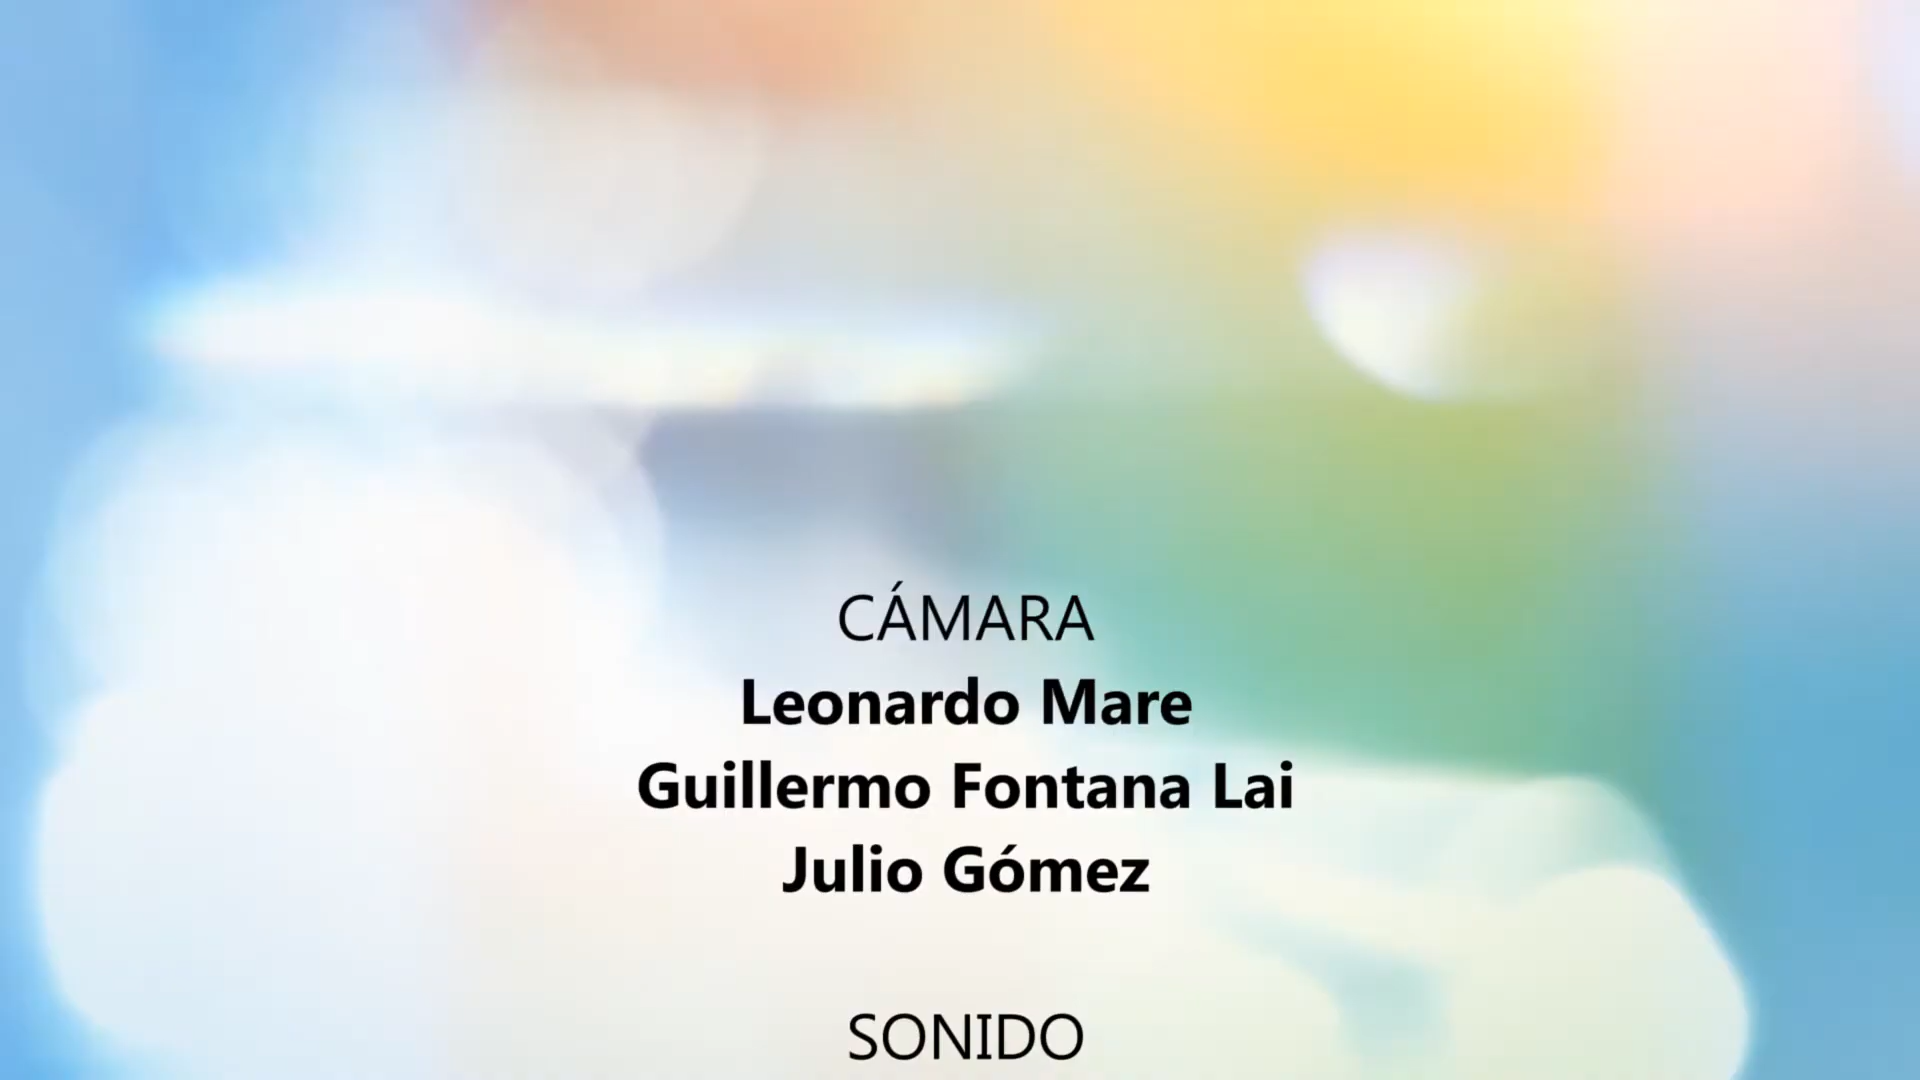 CÁMARA
Leonardo Mare
Guillermo Fontana Lai
Julio Gómez
SONIDO